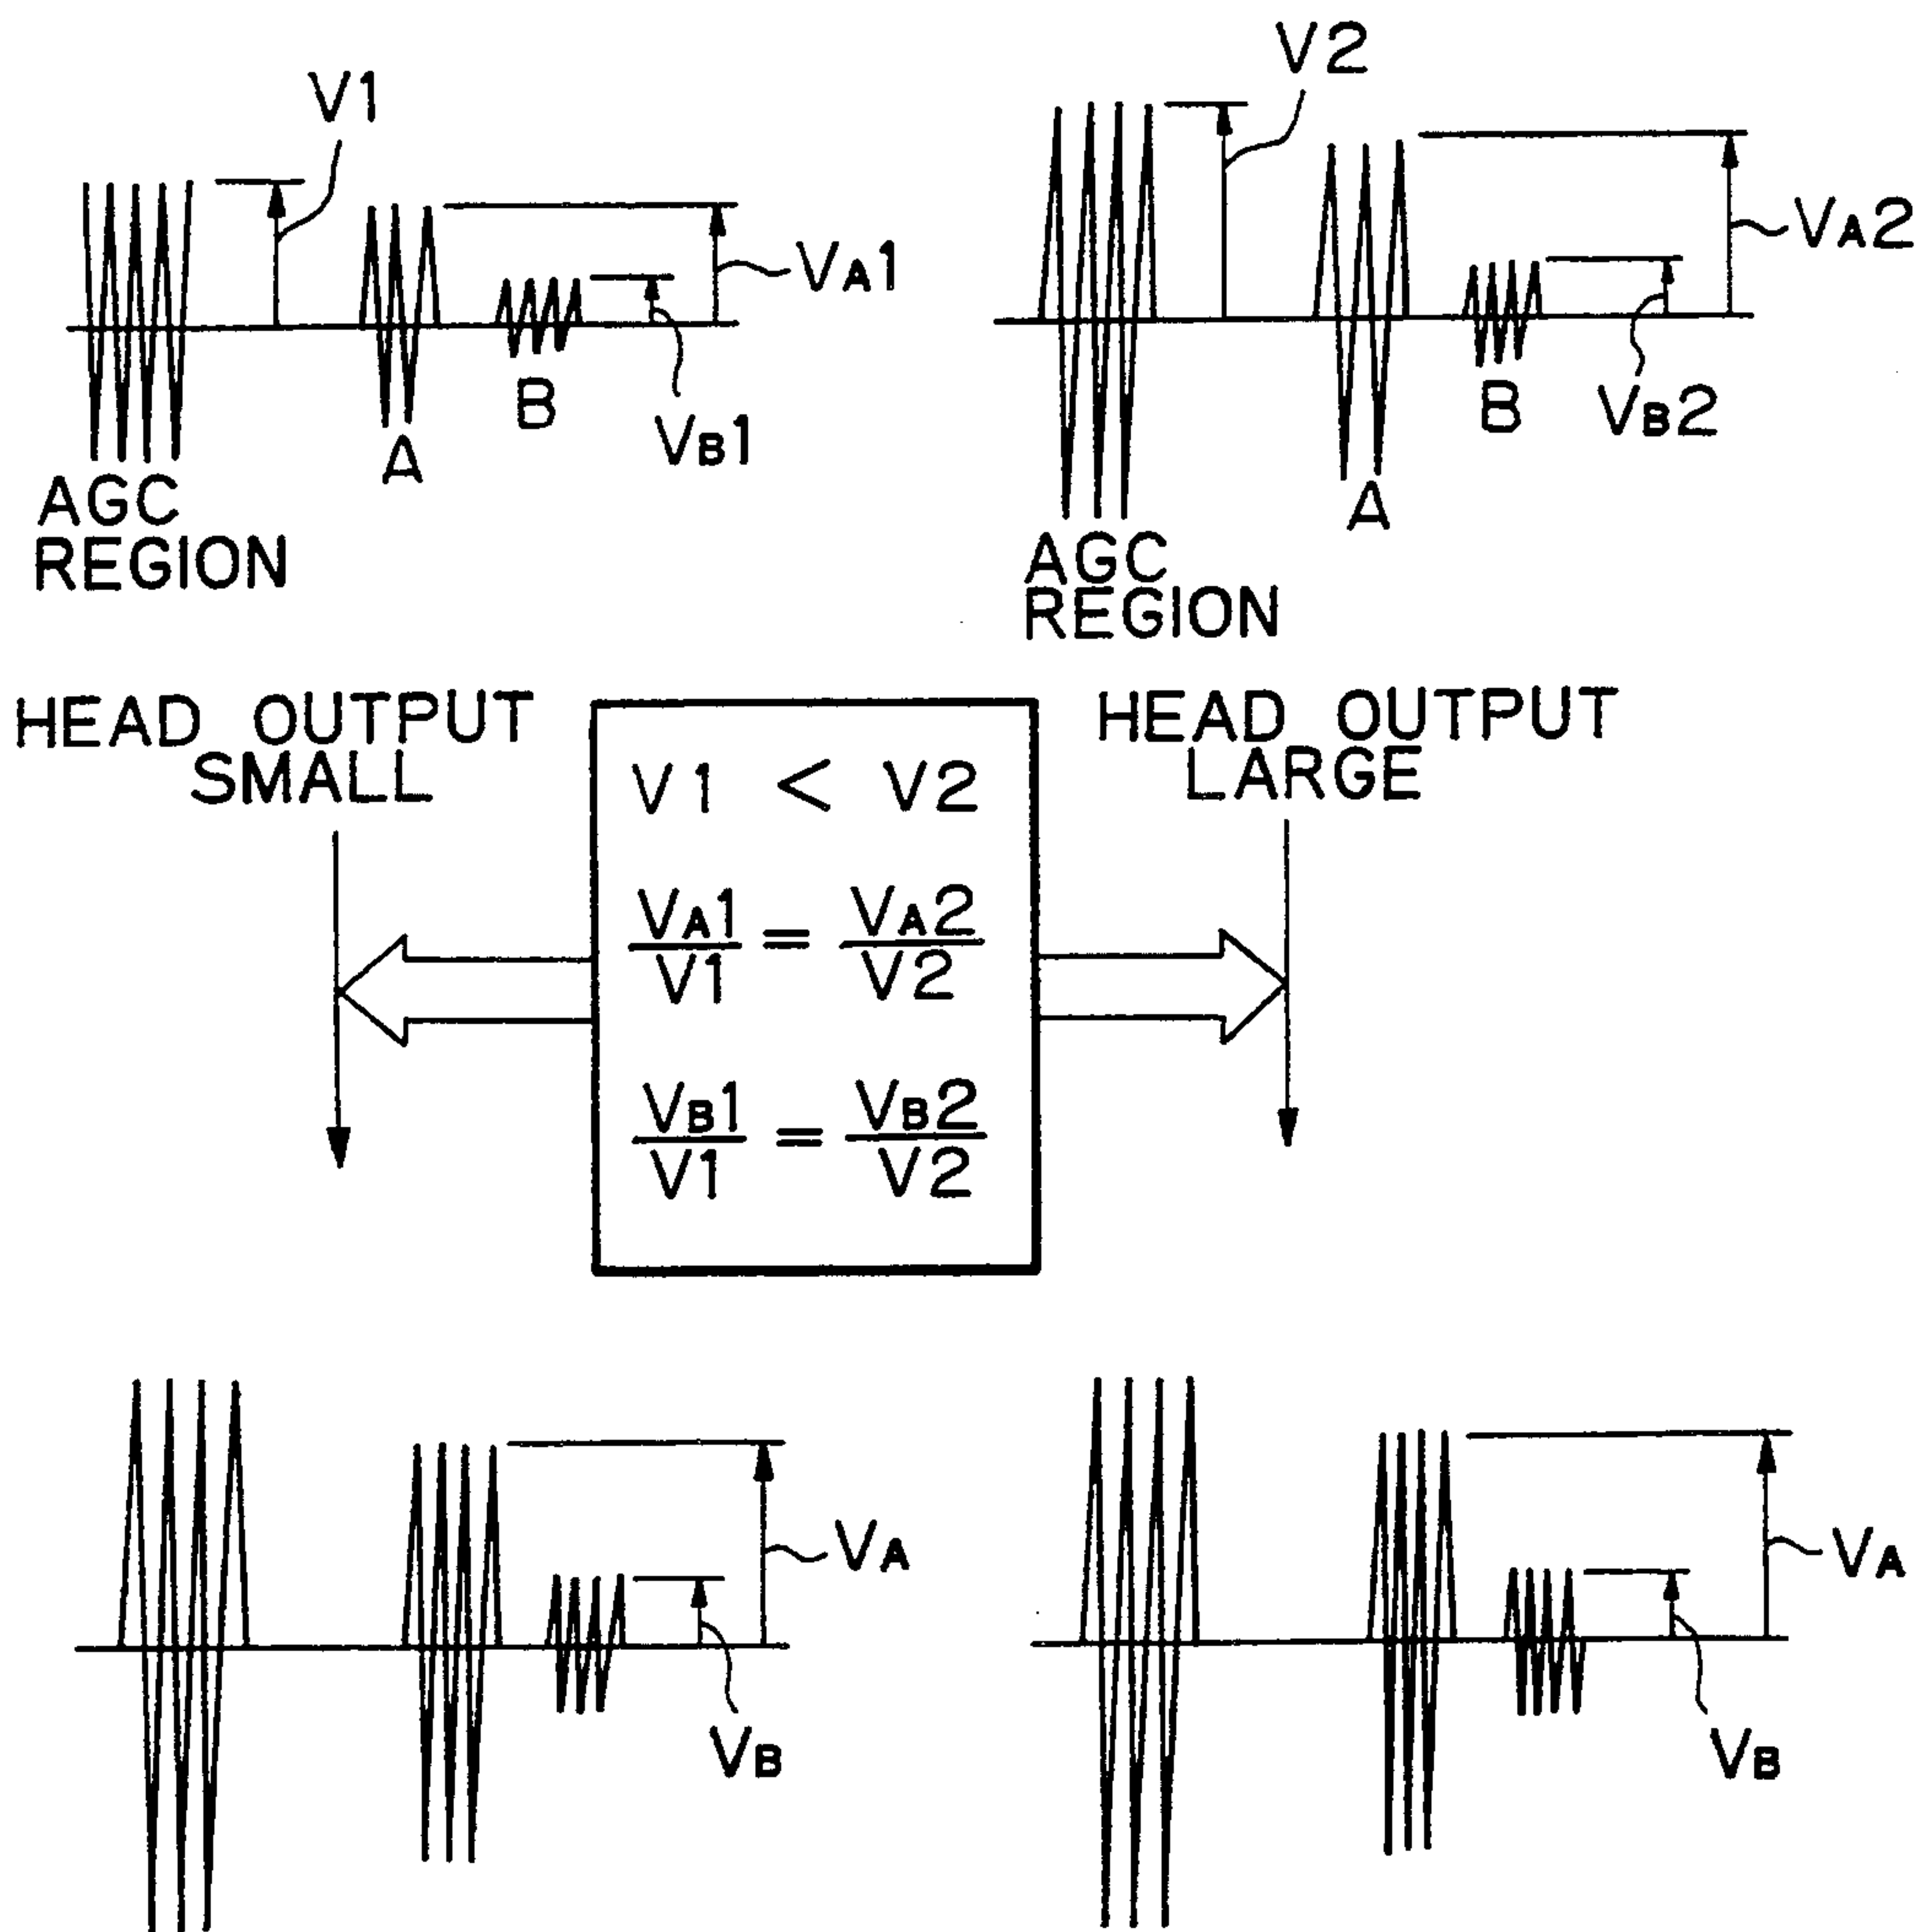 V1
VA1
VB1
B
A
AGC
REGION
V2
VA2
VB2
B
A
AGC
REGION
HEAD OUTPUT
SMALL
V1 < V2
VA1/V1 = VA2/V2
VB1/V1 = VB2/V2
HEAD OUTPUT
LARGE
VA
VB
VA
VB